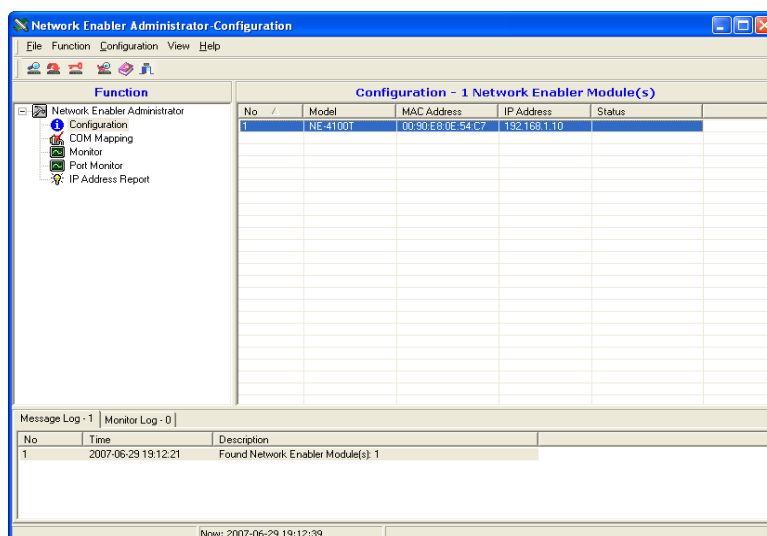 Network Enabler Administrator-Configuration
File Function Configuration View Help
Function
Configuration - 1 Network Enabler Module(s)
Network Enabler Administrator
Configuration
COM Mapping
Monitor
Port Monitor
IP Address Report
No / Model MAC Address IP Address Status
1 NE-4100T 00:90:E8:0E:54:C7 192.168.1.10
Message Log - 1 Monitor Log - 0
No Time Description
1 2007-06-29 19:12:21 Found Network Enabler Module(s): 1
Now: 2007-06-29 19:12:39